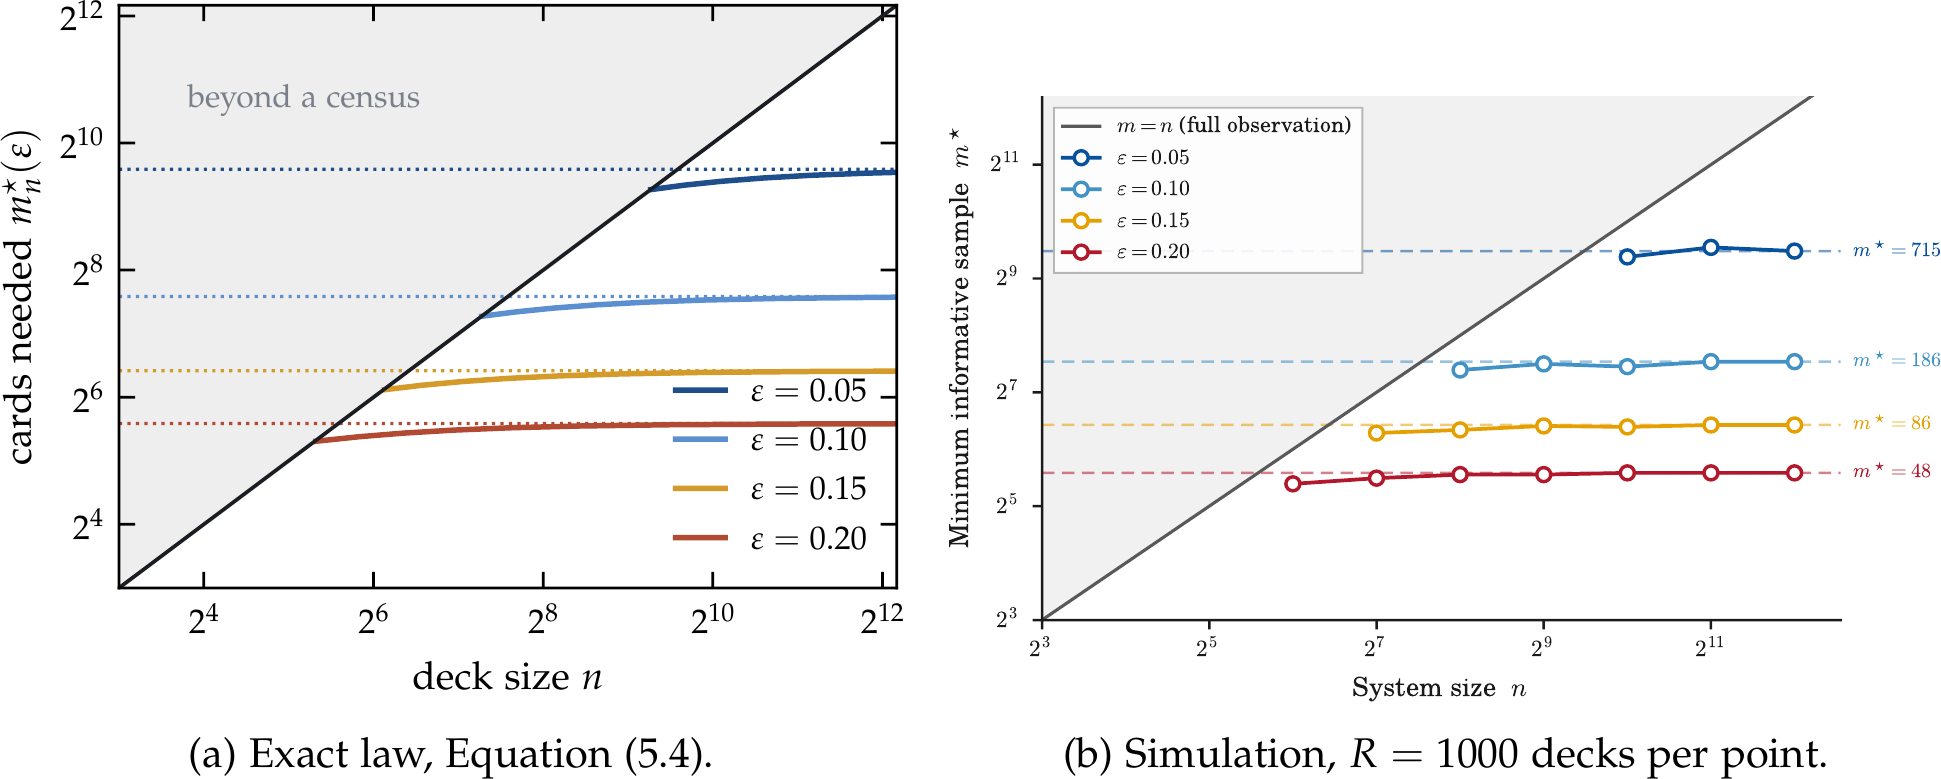 2^12
2^10
2^8
2^6
2^4
cards needed m_n^⋆(ε)
beyond a census
ε = 0.05
ε = 0.10
ε = 0.15
ε = 0.20
2^4 2^6 2^8 2^10 2^12
deck size n
(a) Exact law, Equation (5.4).
2^11
2^9
2^7
2^5
2^3
Minimum informative sample m^⋆
m = n (full observation)
ε = 0.05
ε = 0.10
ε = 0.15
ε = 0.20
m^⋆ = 715
m^⋆ = 186
m^⋆ = 86
m^⋆ = 48
2^3 2^5 2^7 2^9 2^11
System size n
(b) Simulation, R = 1000 decks per point.